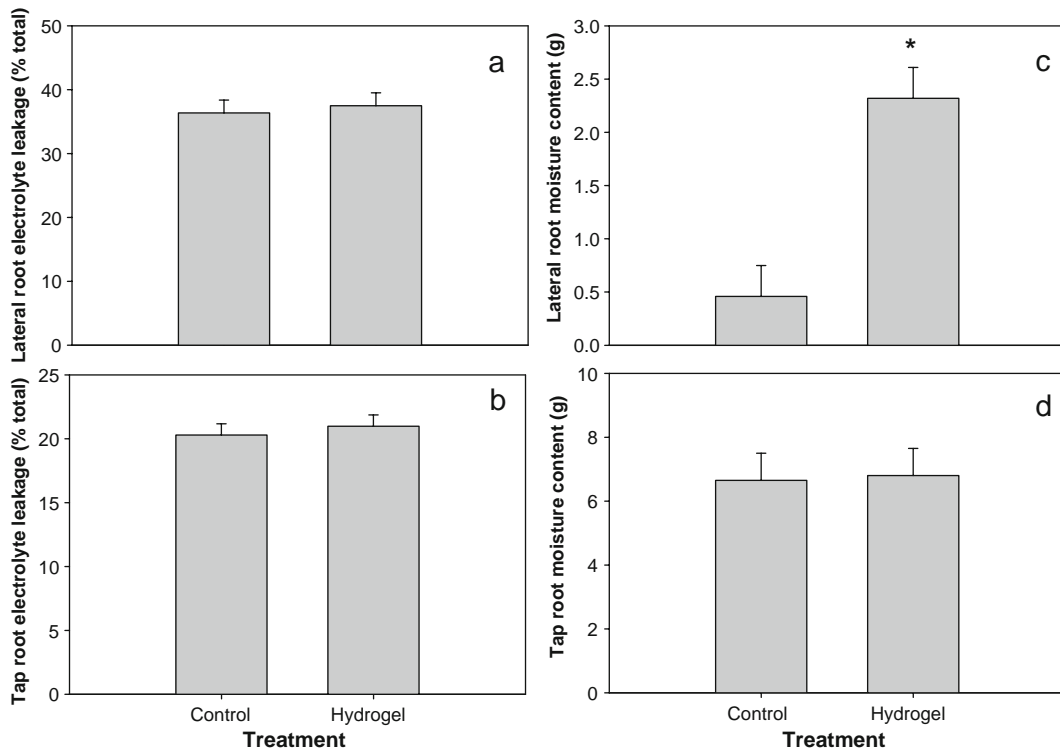 Lateral root electrolyte leakage (% total)
50
40
30
20
10
0
a
Lateral root moisture content (g)
3.0
2.5
2.0
1.5
1.0
0.5
0.0
c
*
Tap root electrolyte leakage (% total)
25
20
15
10
5
0
b
Control
Hydrogel
Treatment
Tap root moisture content (g)
10
8
6
4
2
0
d
Control
Hydrogel
Treatment